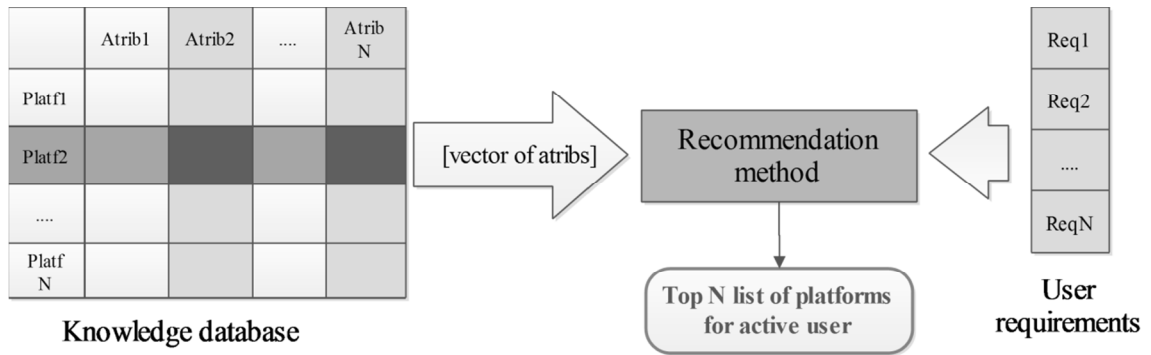 Atrib1 Atrib2 .... Atrib
N
Platf1
Platf2
....
Platf
N
Knowledge database
[vector of atribs]
Recommendation
method
Top N list of platforms
for active user
Req1
Req2
....
ReqN
User
requirements